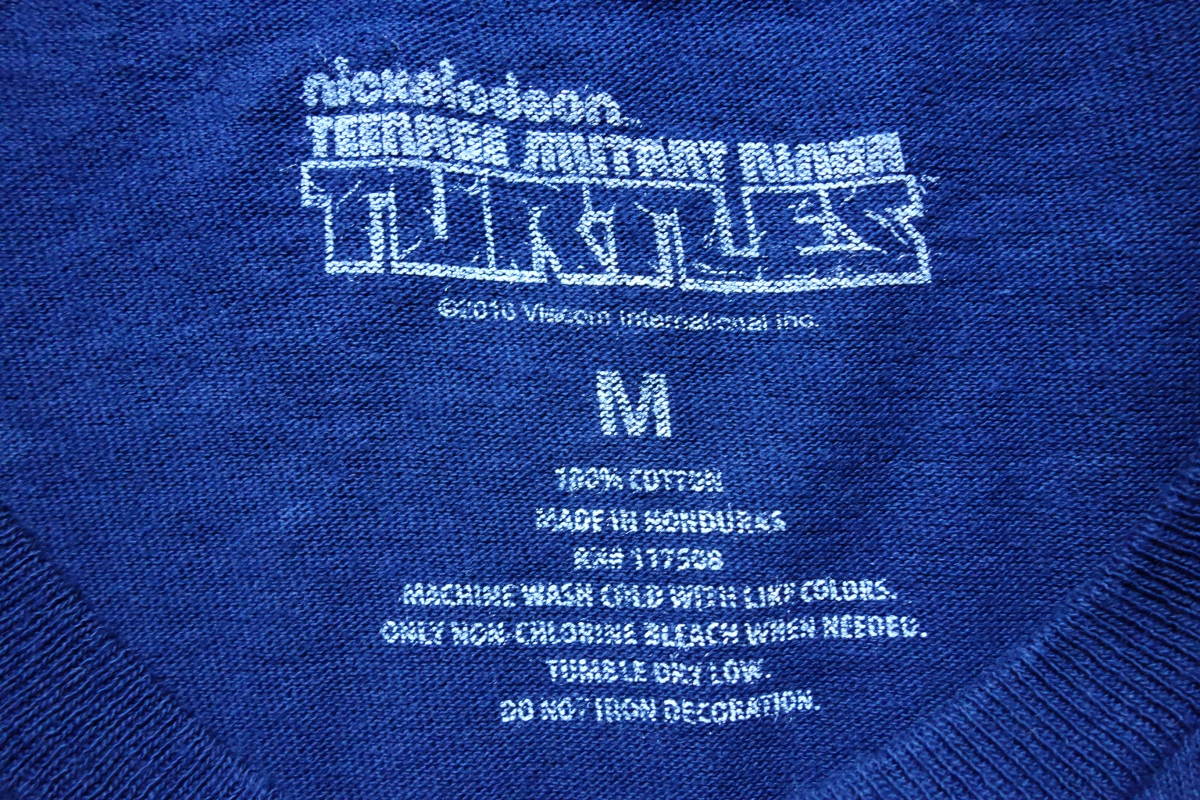 nickelodeon
TEENAGE MUTANT NINJA
TURTLES
©2016 Viacom International Inc.
M
100% COTTON
MADE IN HONDURAS
RN# 117508
MACHINE WASH COLD WITH LIKE COLORS.
ONLY NON-CHLORINE BLEACH WHEN NEEDED.
TUMBLE DRY LOW.
DO NOT IRON DECORATION.